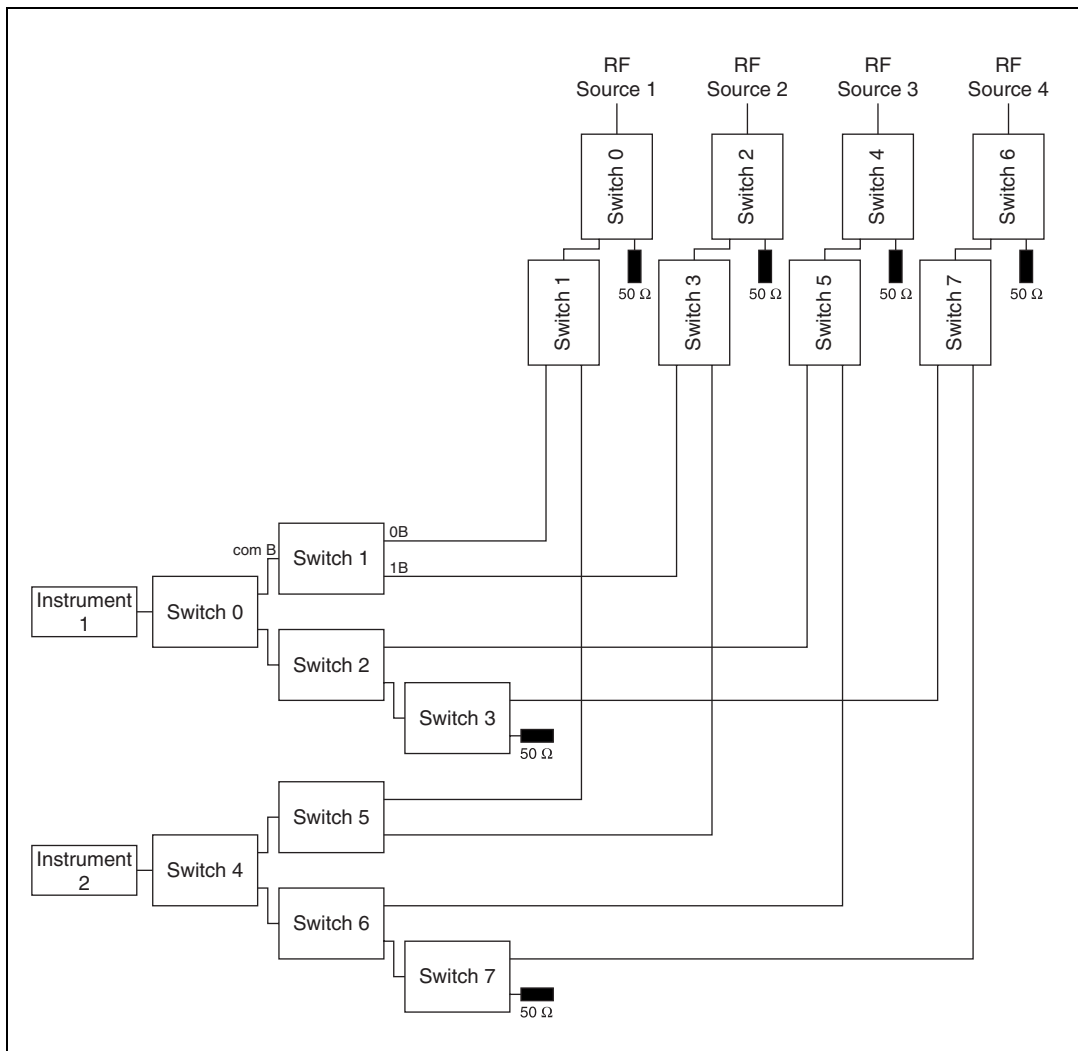 RF
Source 1
RF
Source 2
RF
Source 3
RF
Source 4
Switch 0
Switch 2
Switch 4
Switch 6
Switch 1
50 Ω
Switch 3
50 Ω
Switch 5
50 Ω
Switch 7
50 Ω
com B
Switch 1
0B
1B
Instrument
1
Switch 0
Switch 2
Switch 3
50 Ω
Switch 5
Instrument
2
Switch 4
Switch 6
Switch 7
50 Ω